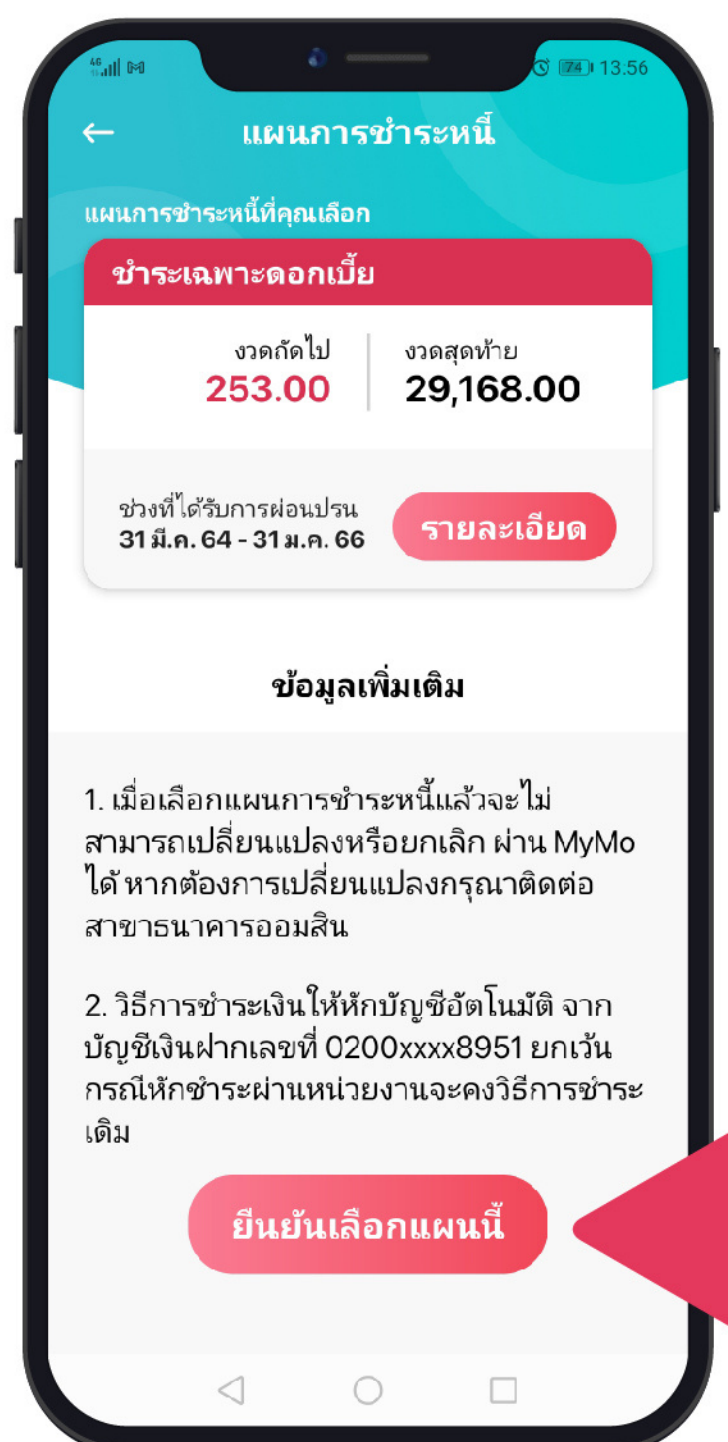 4G 74 13:56
แผนการชำระหนี้
แผนการชำระหนี้ที่คุณเลือก
ชำระเฉพาะดอกเบี้ย
งวดถัดไป งวดสุดท้าย
253.00 29,168.00
ช่วงที่ได้รับการผ่อนปรน
31 มี.ค. 64 - 31 ม.ค. 66
รายละเอียด
ข้อมูลเพิ่มเติม
1. เมื่อเลือกแผนการชำระหนี้แล้วจะไม่
สามารถเปลี่ยนแปลงหรือยกเลิก ผ่าน MyMo
ได้ หากต้องการเปลี่ยนแปลงกรุณาติดต่อ
สาขาธนาคารออมสิน
2. วิธีการชำระเงินให้หักบัญชีอัตโนมัติ จาก
บัญชีเงินฝากเลขที่ 0200xxxx8951 ยกเว้น
กรณีหักชำระผ่านหน่วยงานจะคงวิธีการชำระ
เดิม
ยืนยันเลือกแผนนี้